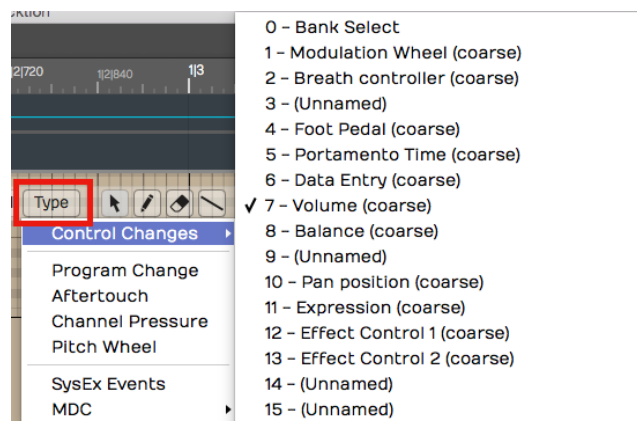 2|720
1|2|840
1|3
Type
Control Changes
Program Change
Aftertouch
Channel Pressure
Pitch Wheel
SysEx Events
MDC
0 – Bank Select
1 – Modulation Wheel (coarse)
2 – Breath controller (coarse)
3 – (Unnamed)
4 – Foot Pedal (coarse)
5 – Portamento Time (coarse)
6 – Data Entry (coarse)
✓ 7 – Volume (coarse)
8 – Balance (coarse)
9 – (Unnamed)
10 – Pan position (coarse)
11 – Expression (coarse)
12 – Effect Control 1 (coarse)
13 – Effect Control 2 (coarse)
14 – (Unnamed)
15 – (Unnamed)